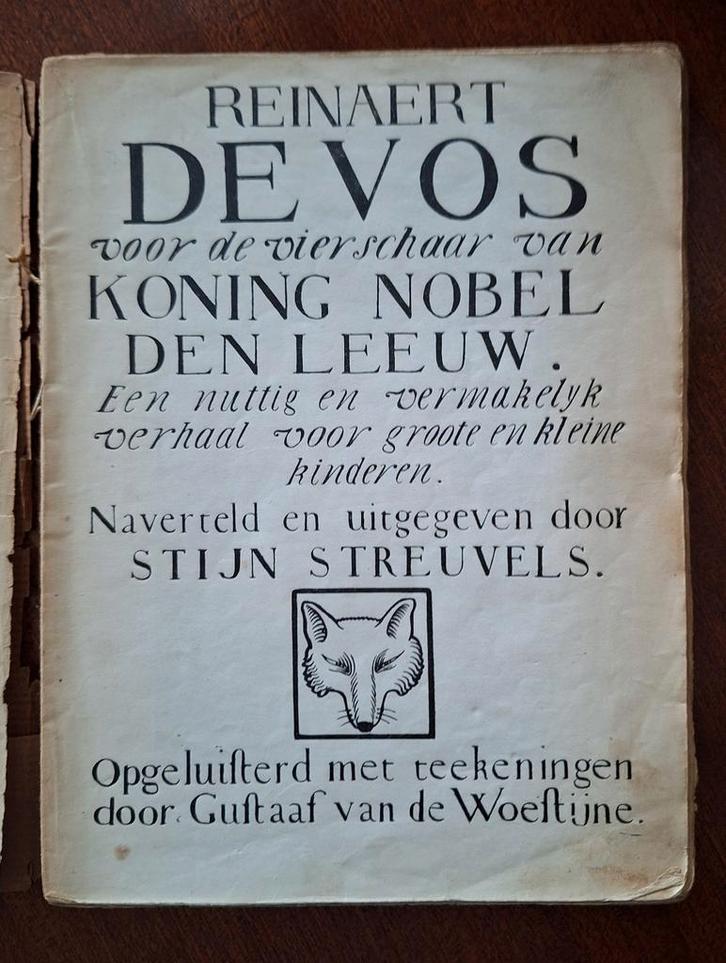 REINAERT
DE VOS
voor de vierschaar van
KONING NOBEL
DEN LEEUW.
Een nuttig en vermakelyk
verhaal voor groote en kleine
kinderen.
Naverteld en uitgegeven door
STIJN STREUVELS.
Opgeluiſterd met teekeningen
door Guſtaaf van de Woeſtijne.